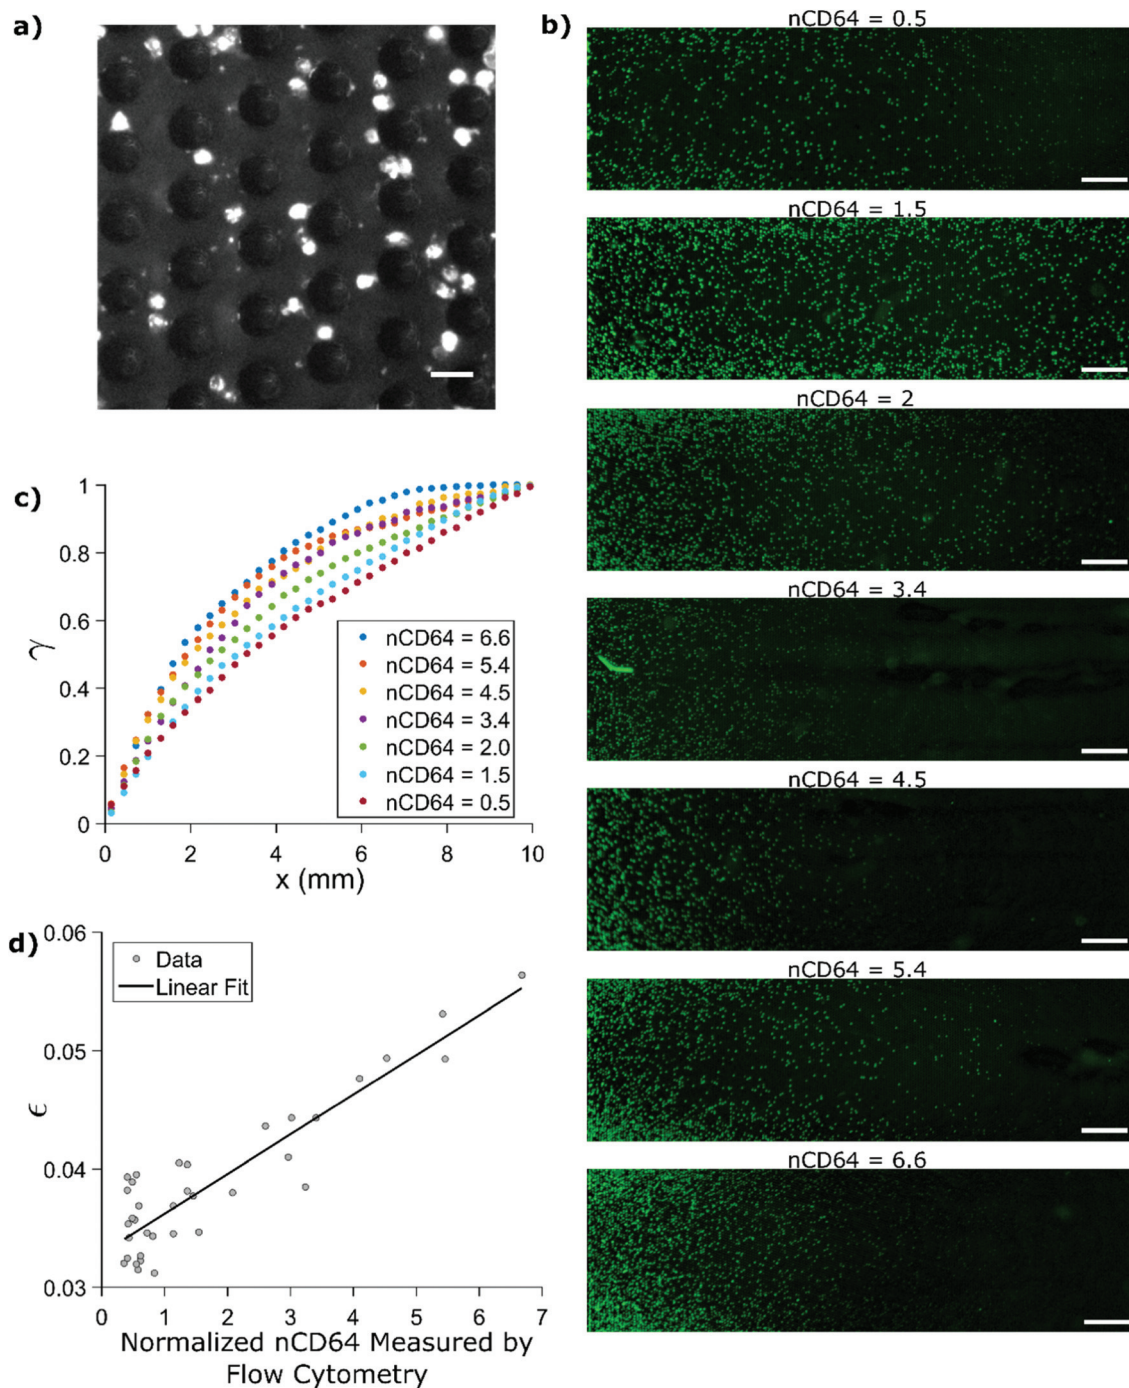 a)
b)
nCD64 = 0.5
nCD64 = 1.5
nCD64 = 2
nCD64 = 3.4
nCD64 = 4.5
nCD64 = 5.4
nCD64 = 6.6
c)
1
0.8
0.6
0.4
0.2
0
γ
0 2 4 6 8 10
x (mm)
nCD64 = 6.6
nCD64 = 5.4
nCD64 = 4.5
nCD64 = 3.4
nCD64 = 2.0
nCD64 = 1.5
nCD64 = 0.5
d)
0.06
0.05
0.04
0.03
ϵ
Data
Linear Fit
0 1 2 3 4 5 6 7
Normalized nCD64 Measured by
Flow Cytometry